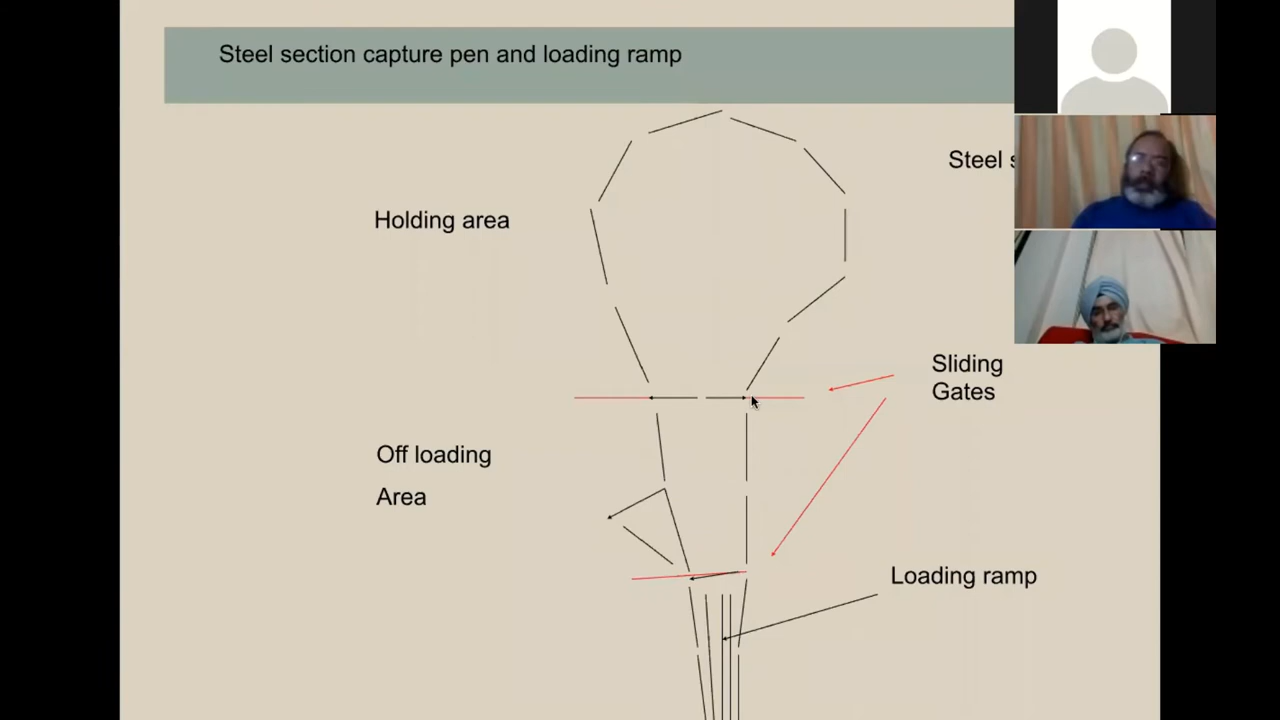 Steel section capture pen and loading ramp
Steel
Holding area
Sliding
Gates
Off loading
Area
Loading ramp